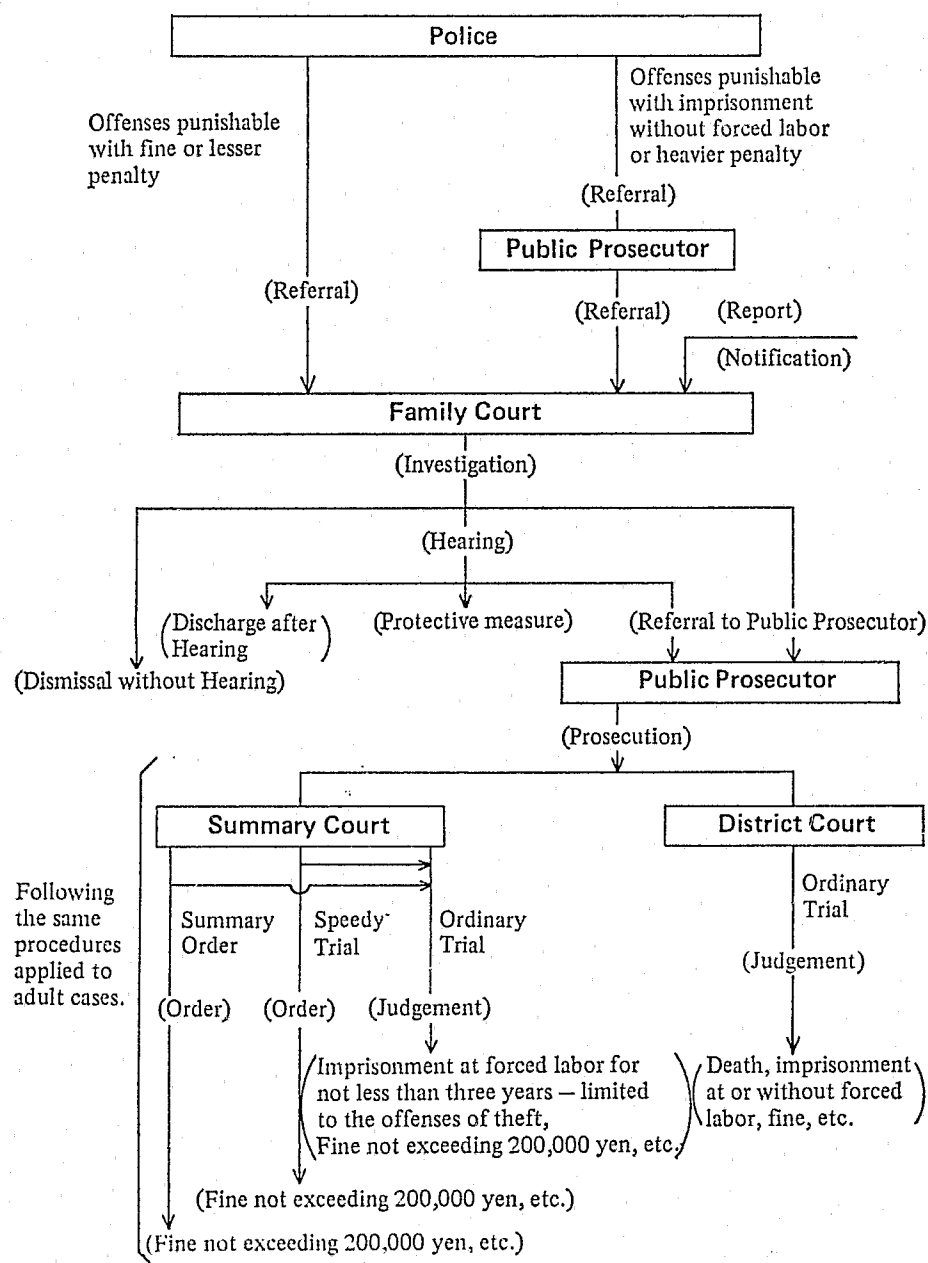 Police
Offenses punishable
with fine or lesser
penalty
Offenses punishable
with imprisonment
without forced labor
or heavier penalty
(Referral)
Public Prosecutor
(Referral)
(Referral)
(Report)
(Notification)
Family Court
(Investigation)
(Hearing)
(Discharge after
Hearing)
(Protective measure)
(Referral to Public Prosecutor)
(Dismissal without Hearing)
Public Prosecutor
(Prosecution)
Summary Court
District Court
Following
the same
procedures
applied to
adult cases.
Summary
Order
Speedy
Trial
Ordinary
Trial
Ordinary
Trial
(Judgement)
(Order)
(Order)
(Judgement)
(Imprisonment at forced labor for
not less than three years – limited
to the offenses of theft,
Fine not exceeding 200,000 yen, etc.)
(Death, imprisonment
at or without forced
labor, fine, etc.)
(Fine not exceeding 200,000 yen, etc.)
(Fine not exceeding 200,000 yen, etc.)